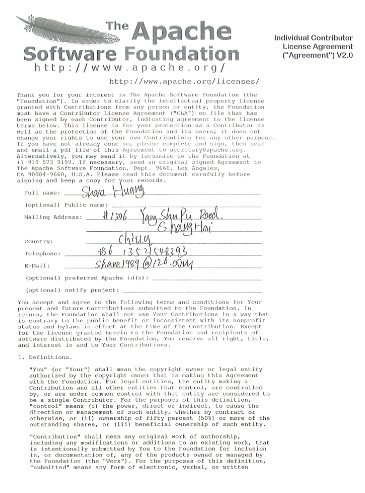 The Apache
Software Foundation
http://www.apache.org/
Individual Contributor
License Agreement
("Agreement") V2.0
http://www.apache.org/licenses/
Thank you for your interest in The Apache Software Foundation (the
"Foundation"). In order to clarify the intellectual property license
granted with Contributions from any person or entity, the Foundation
must have a Contributor License Agreement ("CLA") on file that has
been signed by each Contributor, indicating agreement to the license
terms below. This license is for your protection as a Contributor as
well as the protection of the Foundation and its users; it does not
change your rights to use your own Contributions for any other purpose.
If you have not already done so, please complete and sign, then scan
and email a pdf file of this Agreement to secretary@apache.org.
Alternatively, you may send it by facsimile to the Foundation at
If necessary, send an original signed Agreement to
The Apache Software Foundation, Dept. 9660, Los Angeles,
CA 90084-9660, U.S.A. Please read this document carefully before
signing and keep a copy for your records.
Full name: Shane Huang
(optional) Public name:
Mailing Address: #1306 Yang Shu Pu Road.
ShangHai
Country: China
Telephone:
E-Mail:
(optional) preferred Apache id(s):
(optional) notify project:
You accept and agree to the following terms and conditions for Your
present and future Contributions submitted to the Foundation. In
return, the Foundation shall not use Your Contributions in a way that
is contrary to the public benefit or inconsistent with its nonprofit
status and bylaws in effect at the time of the Contribution. Except
for the license granted herein to the Foundation and recipients of
software distributed by the Foundation, You reserve all right, title,
and interest in and to Your Contributions.
1. Definitions.
"You" (or "Your") shall mean the copyright owner or legal entity
authorized by the copyright owner that is making this Agreement
with the Foundation. For legal entities, the entity making a
Contribution and all other entities that control, are controlled
by, or are under common control with that entity are considered to
be a single Contributor. For the purposes of this definition,
"control" means (i) the power, direct or indirect, to cause the
direction or management of such entity, whether by contract or
otherwise, or (ii) ownership of fifty percent (50%) or more of the
outstanding shares, or (iii) beneficial ownership of such entity.
"Contribution" shall mean any original work of authorship,
including any modifications or additions to an existing work, that
is intentionally submitted by You to the Foundation for inclusion
in, or documentation of, any of the products owned or managed by
the Foundation (the "Work"). For the purposes of this definition,
"submitted" means any form of electronic, verbal, or written